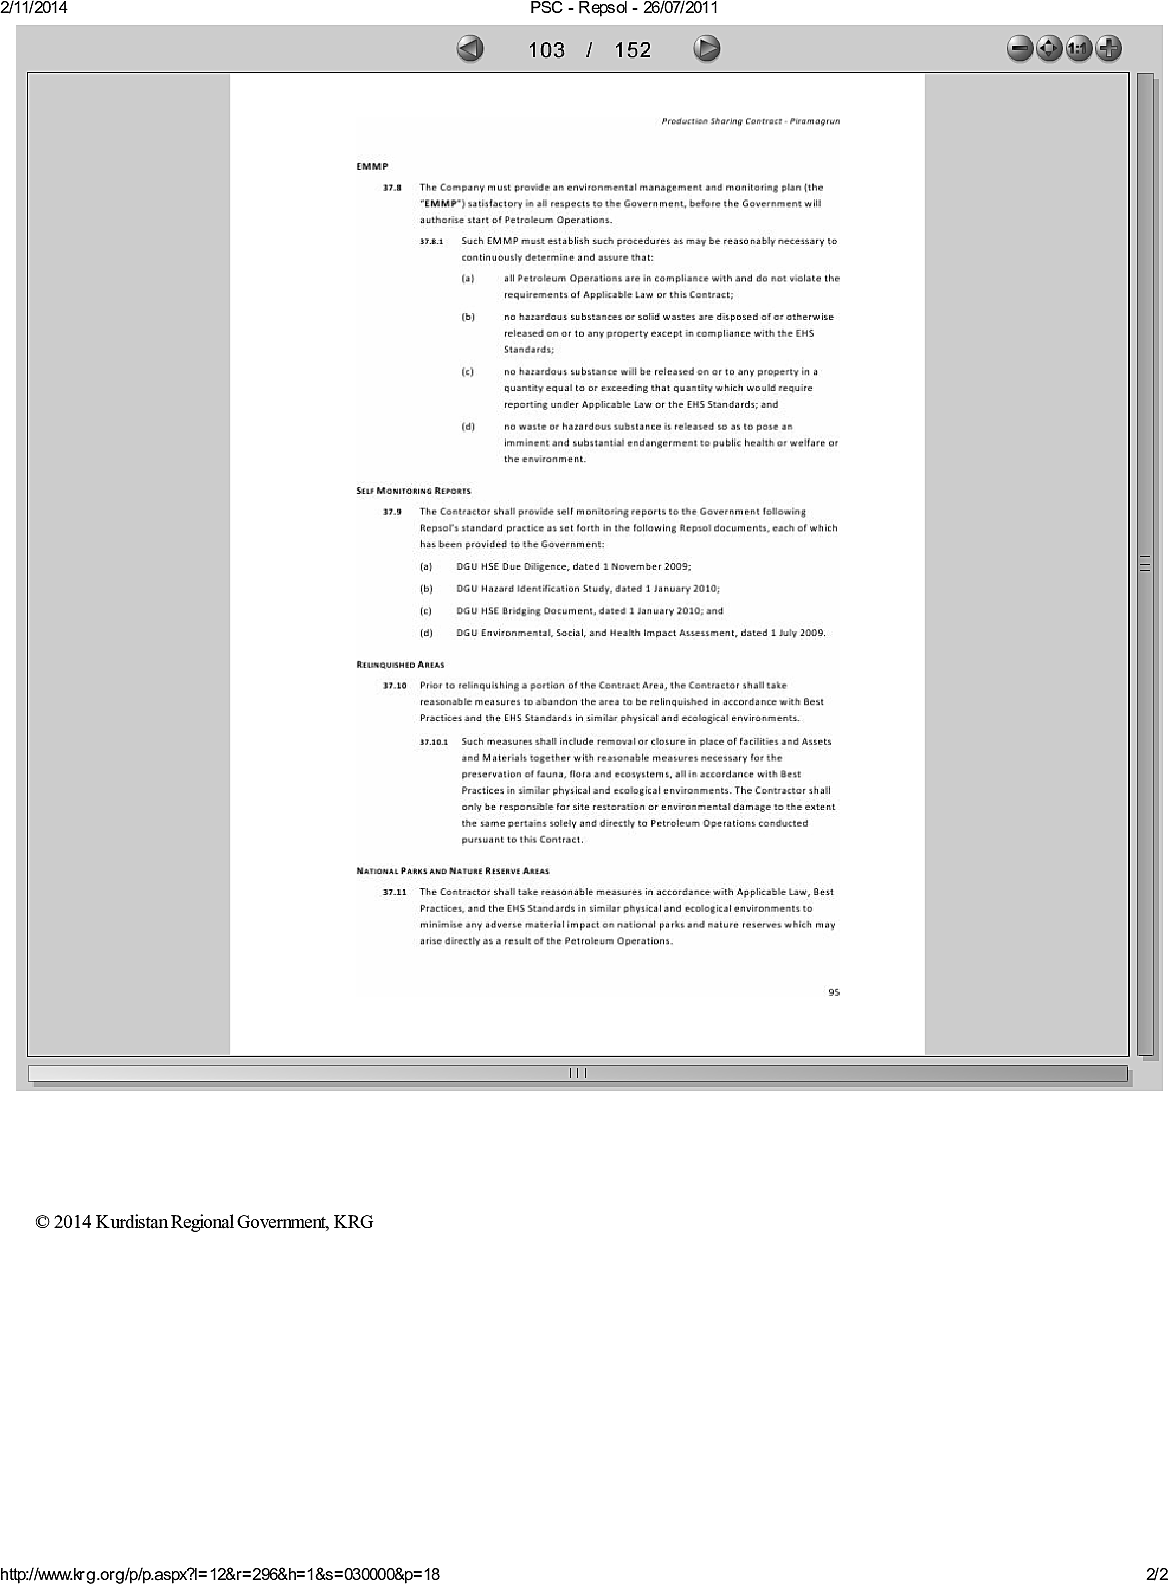 2/11/2014
PSC - Repsol - 26/07/2011
103 / 152
1:1
Production Sharing Contract - Piramagrun
EMMP
37.8 The Company must provide an environmental management and monitoring plan (the
"EMMP") satisfactory in all respects to the Government, before the Government will
authorise start of Petroleum Operations.
37.8.1 Such EMMP must establish such procedures as may be reasonably necessary to
continuously determine and assure that:
(a) all Petroleum Operations are in compliance with and do not violate the
requirements of Applicable Law or this Contract;
(b) no hazardous substances or solid wastes are disposed of or otherwise
released on or to any property except in compliance with the EHS
Standards;
(c) no hazardous substance will be released on or to any property in a
quantity equal to or exceeding that quantity which would require
reporting under Applicable Law or the EHS Standards; and
(d) no waste or hazardous substance is released so as to pose an
imminent and substantial endangerment to public health or welfare or
the environment.
SELF MONITORING REPORTS
37.9 The Contractor shall provide self monitoring reports to the Government following
Repsol's standard practice as set forth in the following Repsol documents, each of which
has been provided to the Government:
(a) DGU HSE Due Diligence, dated 1 November 2009;
(b) DGU Hazard Identification Study, dated 1 January 2010;
(c) DGU HSE Bridging Document, dated 1 January 2010; and
(d) DGU Environmental, Social, and Health Impact Assessment, dated 1 July 2009.
RELINQUISHED AREAS
37.10 Prior to relinquishing a portion of the Contract Area, the Contractor shall take
reasonable measures to abandon the area to be relinquished in accordance with Best
Practices and the EHS Standards in similar physical and ecological environments.
37.10.1 Such measures shall include removal or closure in place of facilities and Assets
and Materials together with reasonable measures necessary for the
preservation of fauna, flora and ecosystems, all in accordance with Best
Practices in similar physical and ecological environments. The Contractor shall
only be responsible for site restoration or environmental damage to the extent
the same pertains solely and directly to Petroleum Operations conducted
pursuant to this Contract.
NATIONAL PARKS AND NATURE RESERVE AREAS
37.11 The Contractor shall take reasonable measures in accordance with Applicable Law, Best
Practices, and the EHS Standards in similar physical and ecological environments to
minimise any adverse material impact on national parks and nature reserves which may
arise directly as a result of the Petroleum Operations.
95
© 2014 Kurdistan Regional Government, KRG
http://www.krg.org/p/p.aspx?l=12&r=296&h=1&s=030000&p=18
2/2